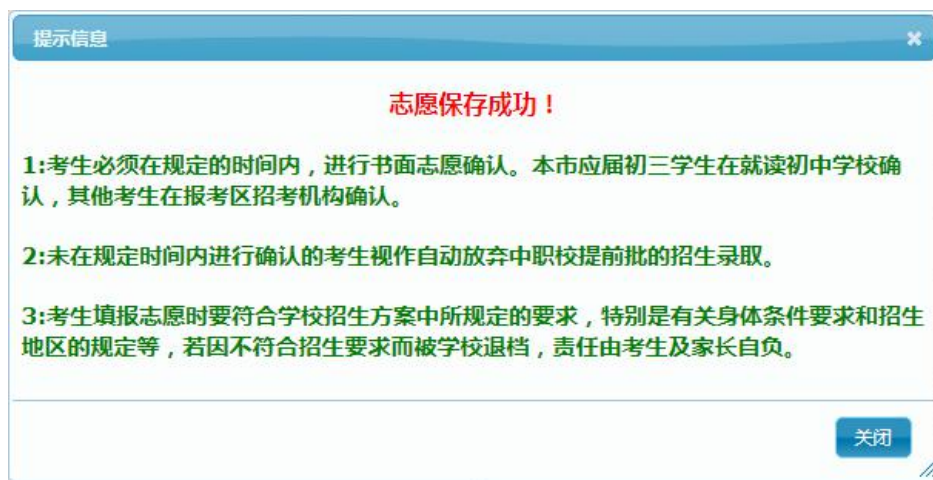 提示信息
志愿保存成功！
1:考生必须在规定的时间内，进行书面志愿确认。本市应届初三学生在就读初中学校确
认，其他考生在报考区招考机构确认。
2:未在规定时间内进行确认的考生视作自动放弃中职校提前批的招生录取。
3:考生填报志愿时要符合学校招生方案中所规定的要求，特别是有关身体条件要求和招生
地区的规定等，若因不符合招生要求而被学校退档，责任由考生及家长自负。
关闭